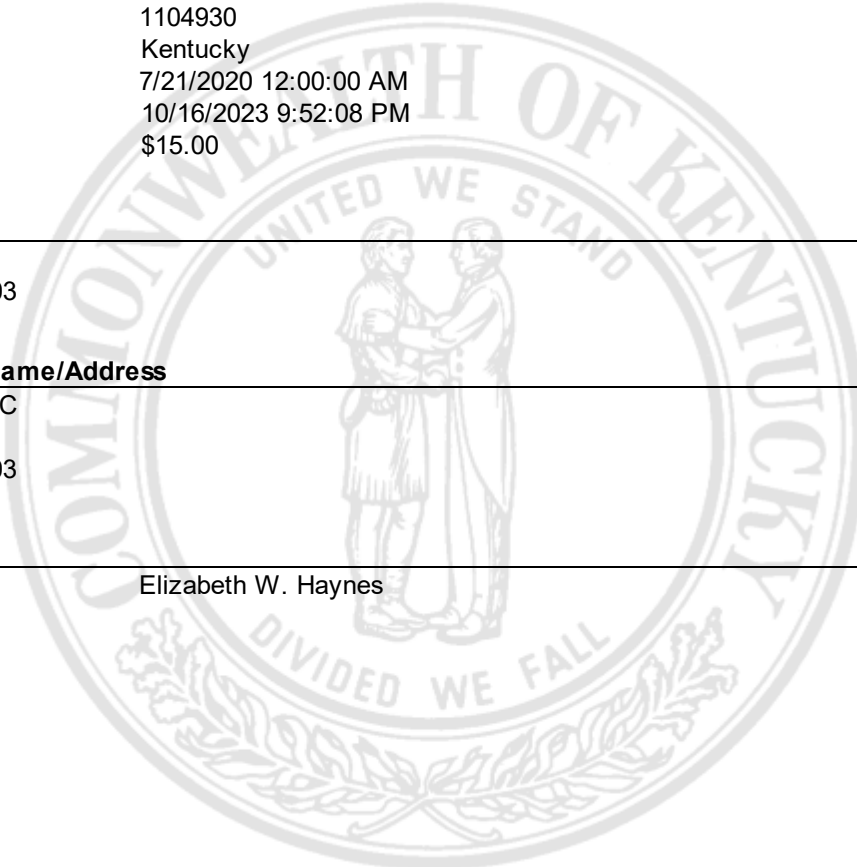 1104930
Kentucky
7/21/2020 12:00:00 AM
10/16/2023 9:52:08 PM
$15.00
COMMONWEALTH OF KENTUCKY
UNITED WE STAND
03
ame/Address
C
03
Elizabeth W. Haynes
DIVIDED WE FALL